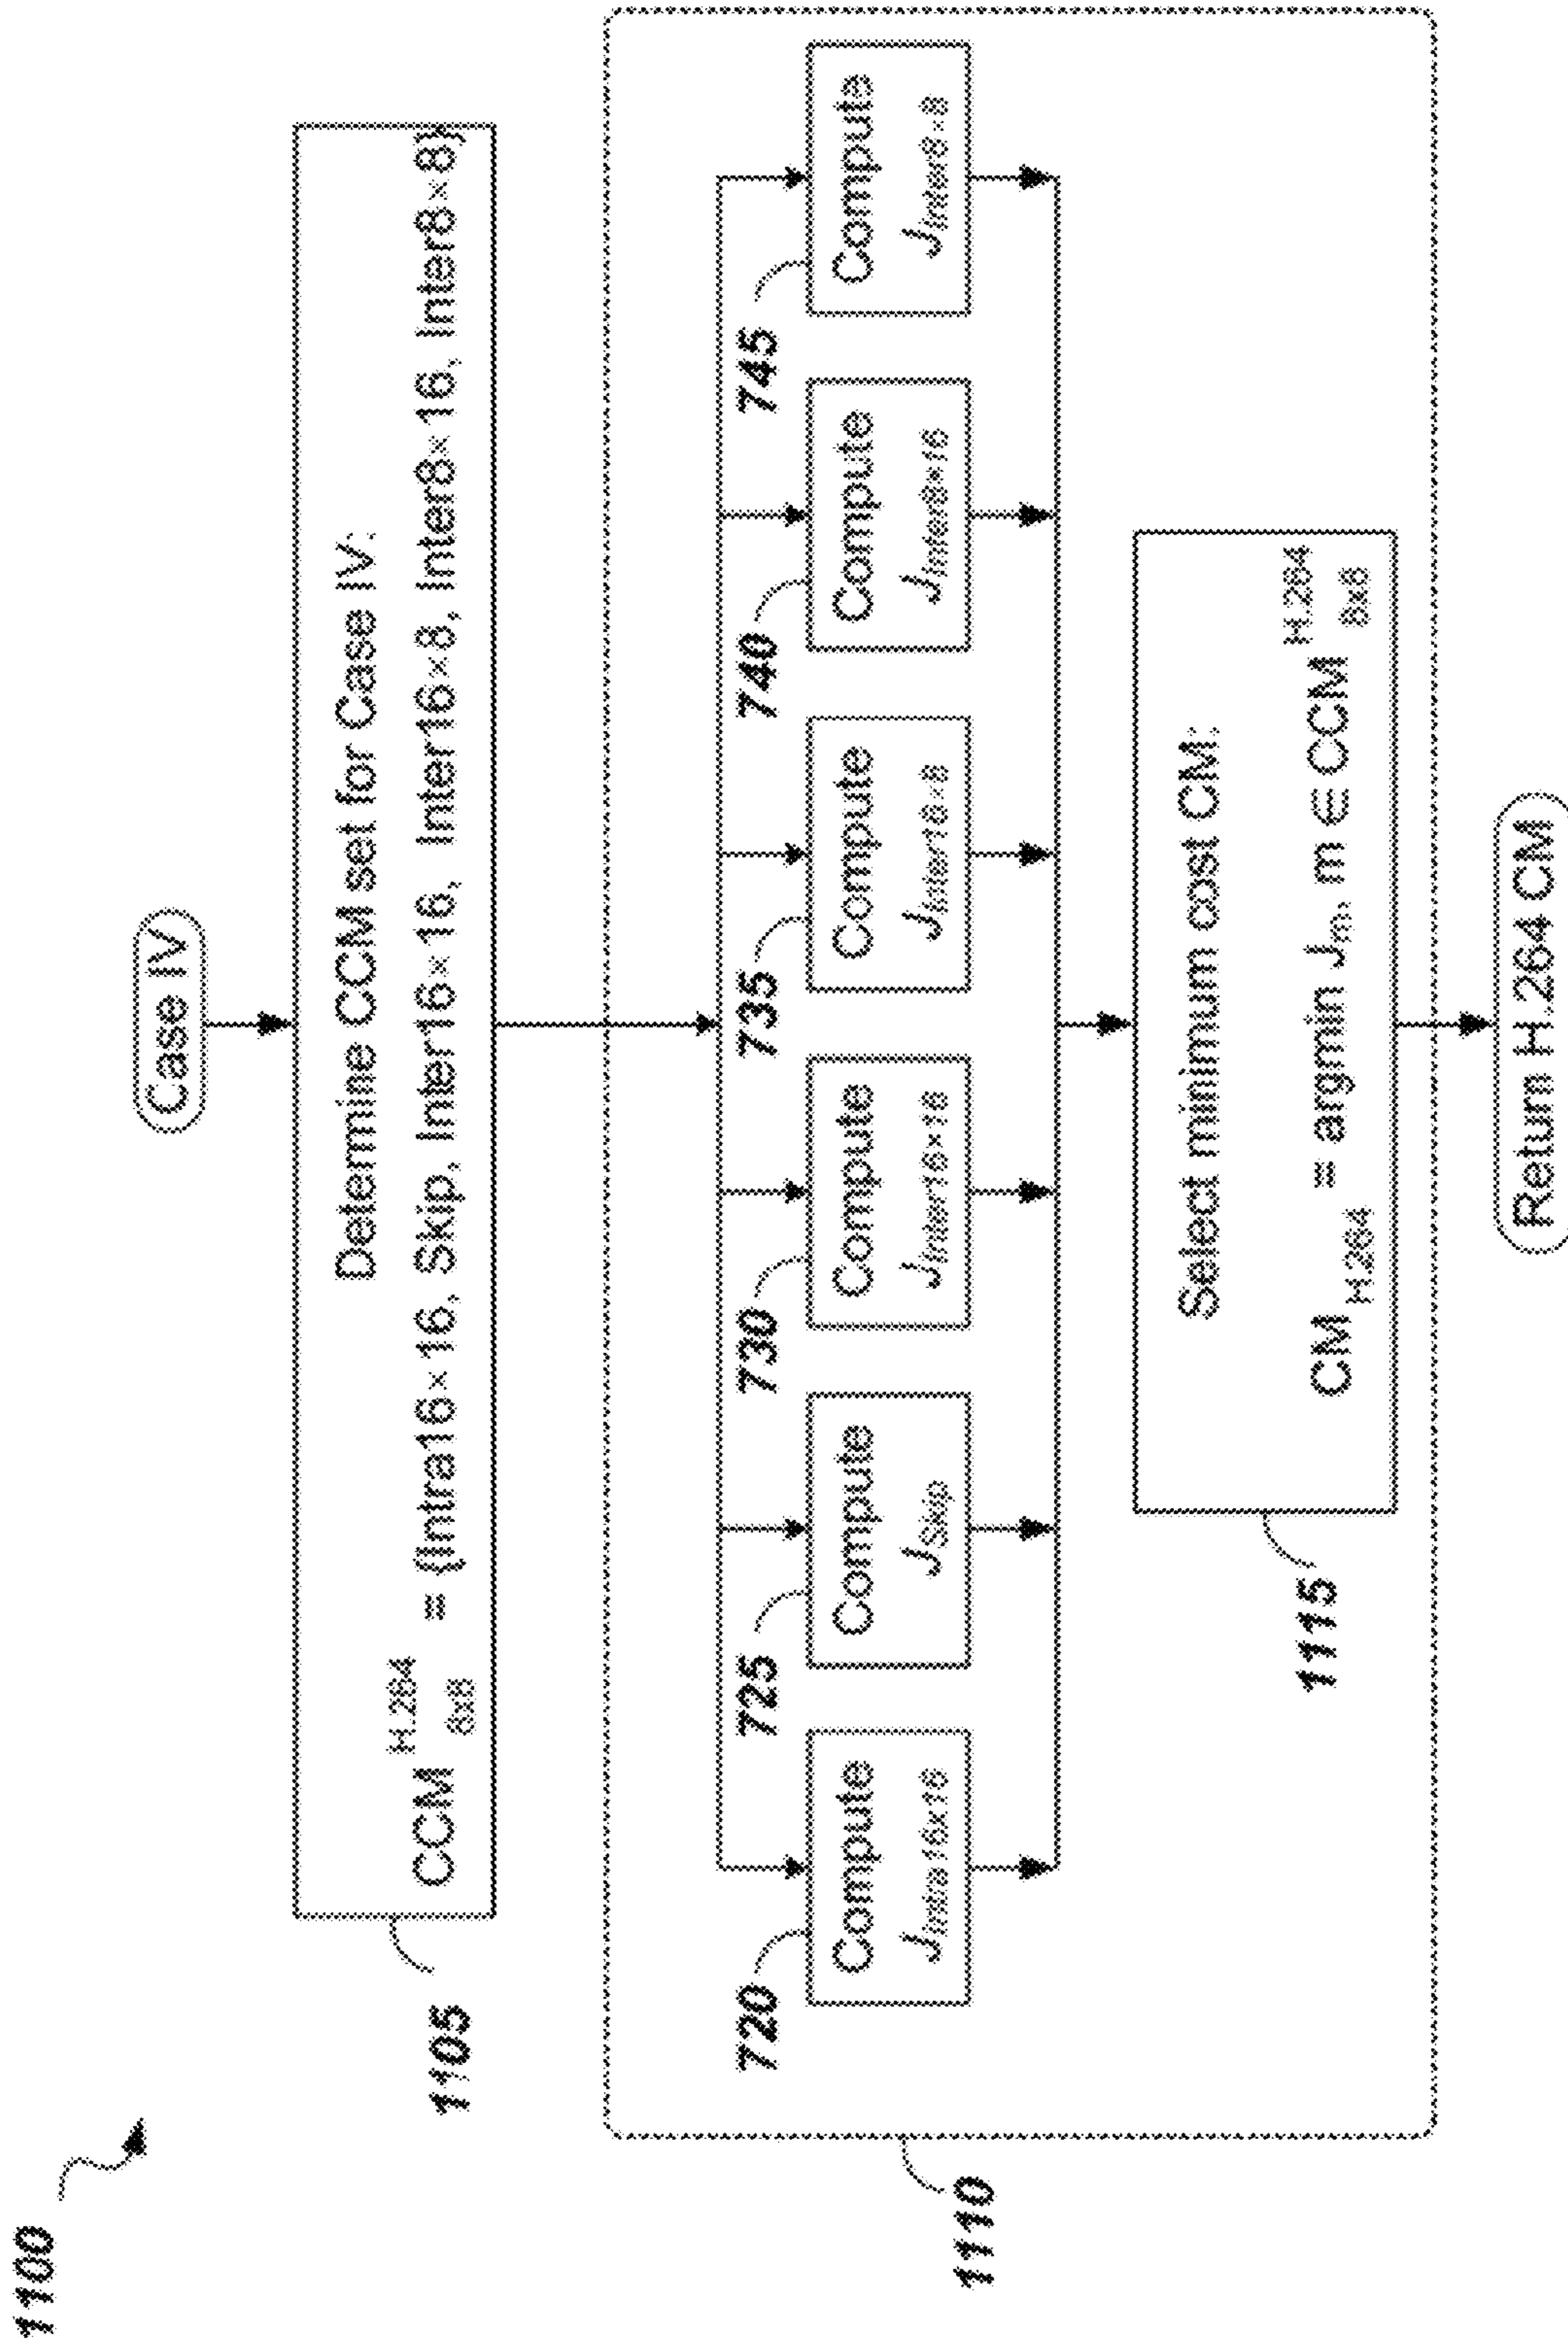 1100
Case IV
1105
Determine CCM set for Case IV:
CCM H.264 8x8 = {Intra16×16, Skip, Inter16×16, Inter16×8, Inter8×16, Inter8×8}
1110
720
725
730
735
740
745
Compute
J Intra16x16
Compute
J Skip
Compute
J Inter16×16
Compute
J Inter16×8
Compute
J Inter8×16
Compute
J Inter8×8
1115
Select minimum cost CM:
CM H.264 = argmin J m, m ∈ CCM H.264 8x8
Return H.264 CM